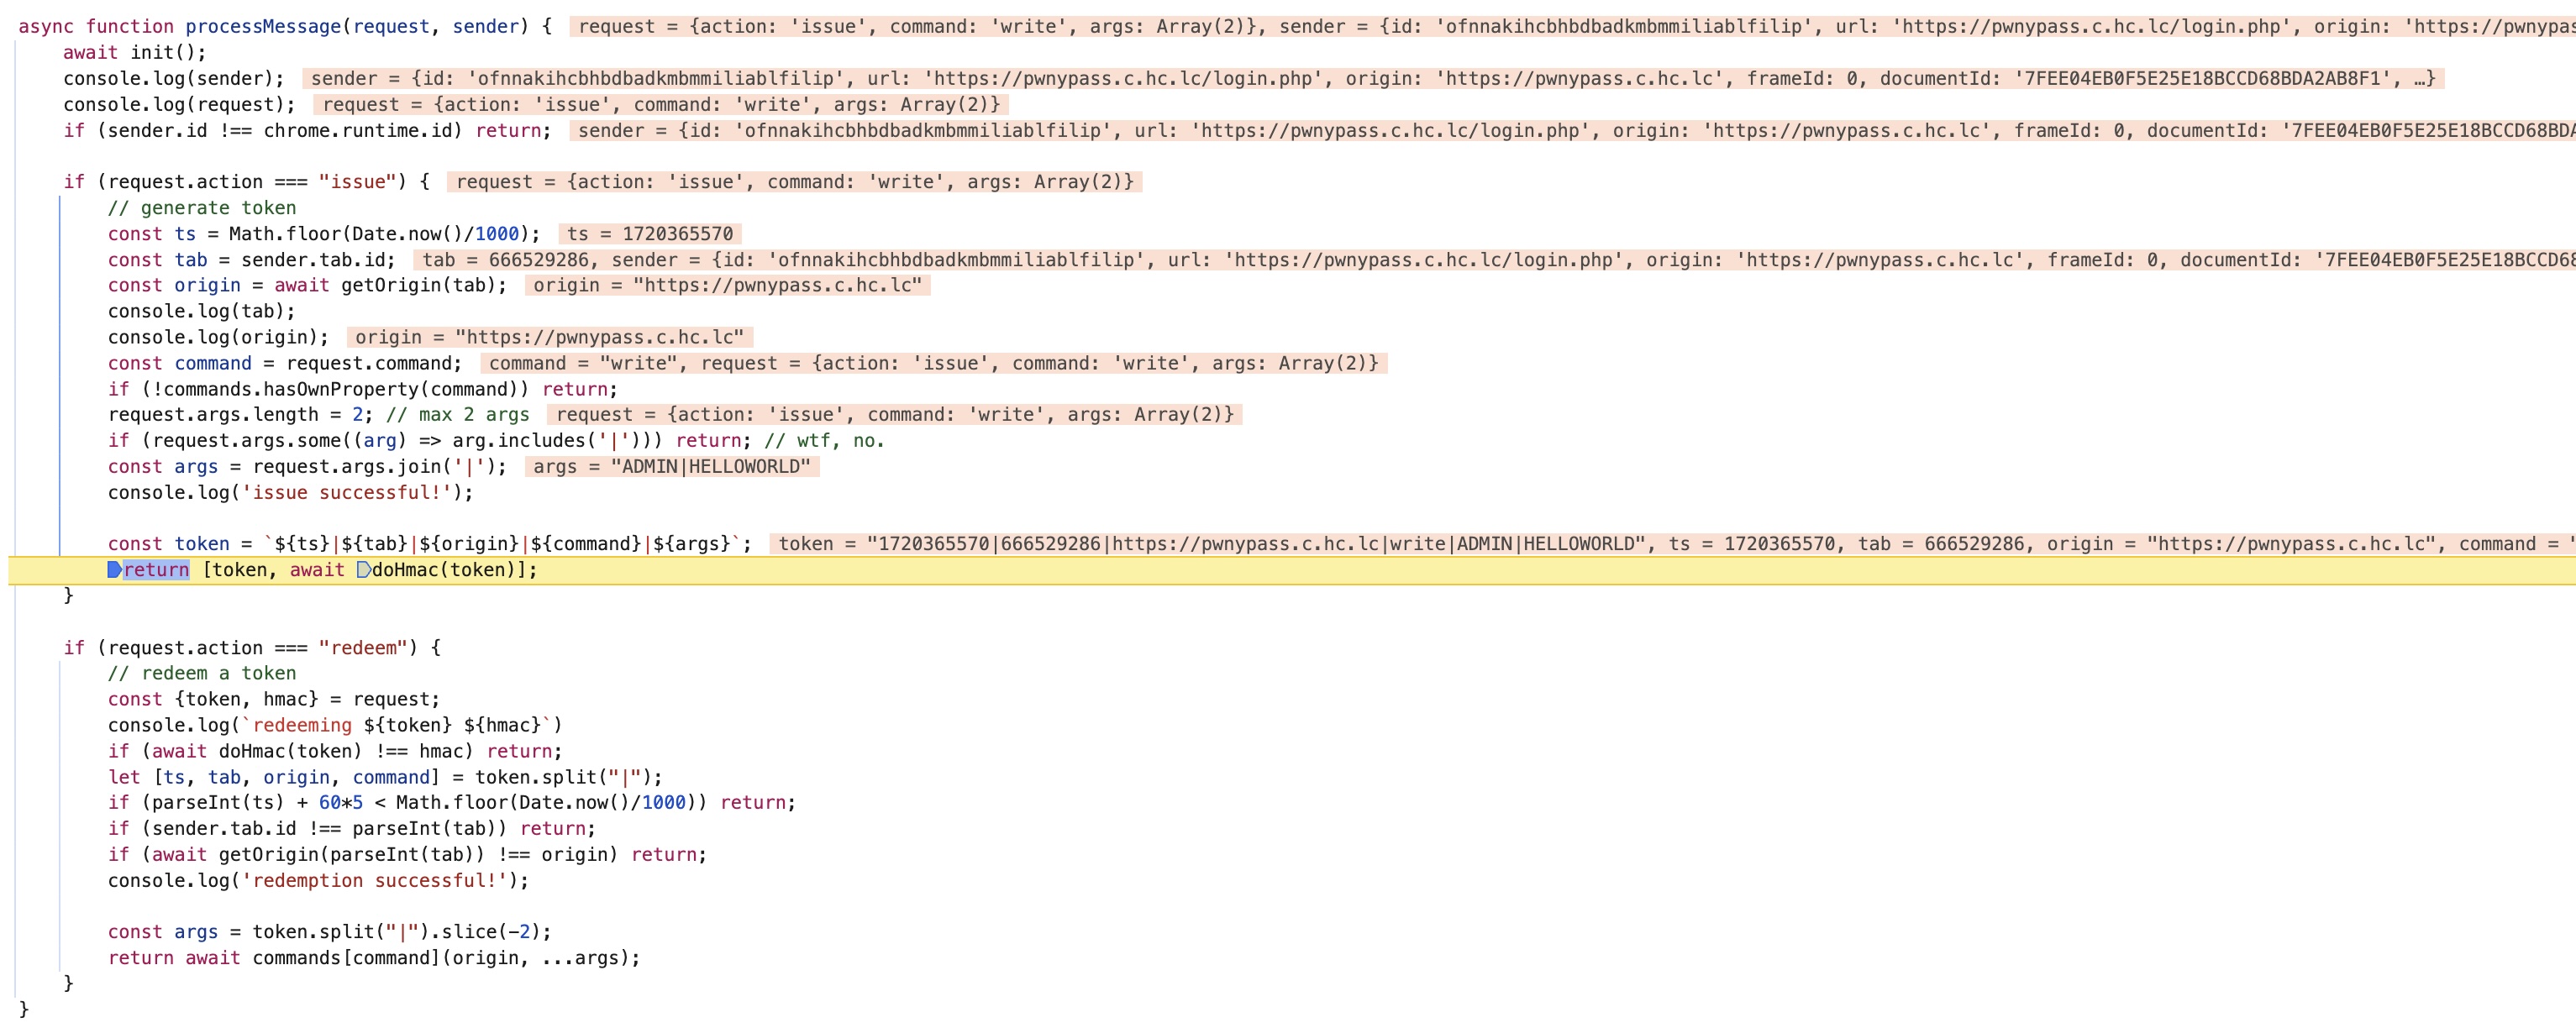 async function processMessage(request, sender) { request = {action: 'issue', command: 'write', args: Array(2)}, sender = {id: 'ofnnakihcbhbdbadkmbmmiliablfilip', url: 'https://pwnypass.c.hc.lc/login.php', origin: 'https://pwnypas
await init();
console.log(sender); sender = {id: 'ofnnakihcbhbdbadkmbmmiliablfilip', url: 'https://pwnypass.c.hc.lc/login.php', origin: 'https://pwnypass.c.hc.lc', frameId: 0, documentId: '7FEE04EB0F5E25E18BCCD68BDA2AB8F1', …}
console.log(request); request = {action: 'issue', command: 'write', args: Array(2)}
if (sender.id !== chrome.runtime.id) return; sender = {id: 'ofnnakihcbhbdbadkmbmmiliablfilip', url: 'https://pwnypass.c.hc.lc/login.php', origin: 'https://pwnypass.c.hc.lc', frameId: 0, documentId: '7FEE04EB0F5E25E18BCCD68BDA
if (request.action === "issue") { request = {action: 'issue', command: 'write', args: Array(2)}
// generate token
const ts = Math.floor(Date.now()/1000); ts = 1720365570
const tab = sender.tab.id; tab = 666529286, sender = {id: 'ofnnakihcbhbdbadkmbmmiliablfilip', url: 'https://pwnypass.c.hc.lc/login.php', origin: 'https://pwnypass.c.hc.lc', frameId: 0, documentId: '7FEE04EB0F5E25E18BCCD68
const origin = await getOrigin(tab); origin = "https://pwnypass.c.hc.lc"
console.log(tab);
console.log(origin); origin = "https://pwnypass.c.hc.lc"
const command = request.command; command = "write", request = {action: 'issue', command: 'write', args: Array(2)}
if (!commands.hasOwnProperty(command)) return;
request.args.length = 2; // max 2 args request = {action: 'issue', command: 'write', args: Array(2)}
if (request.args.some((arg) => arg.includes('|'))) return; // wtf, no.
const args = request.args.join('|'); args = "ADMIN|HELLOWORLD"
console.log('issue successful!');
const token = `${ts}|${tab}|${origin}|${command}|${args}`; token = "1720365570|666529286|https://pwnypass.c.hc.lc|write|ADMIN|HELLOWORLD", ts = 1720365570, tab = 666529286, origin = "https://pwnypass.c.hc.lc", command = "
return [token, await doHmac(token)];
}
if (request.action === "redeem") {
// redeem a token
const {token, hmac} = request;
console.log(`redeeming ${token} ${hmac}`)
if (await doHmac(token) !== hmac) return;
let [ts, tab, origin, command] = token.split("|");
if (parseInt(ts) + 60*5 < Math.floor(Date.now()/1000)) return;
if (sender.tab.id !== parseInt(tab)) return;
if (await getOrigin(parseInt(tab)) !== origin) return;
console.log('redemption successful!');
const args = token.split("|").slice(-2);
return await commands[command](origin, ...args);
}
}